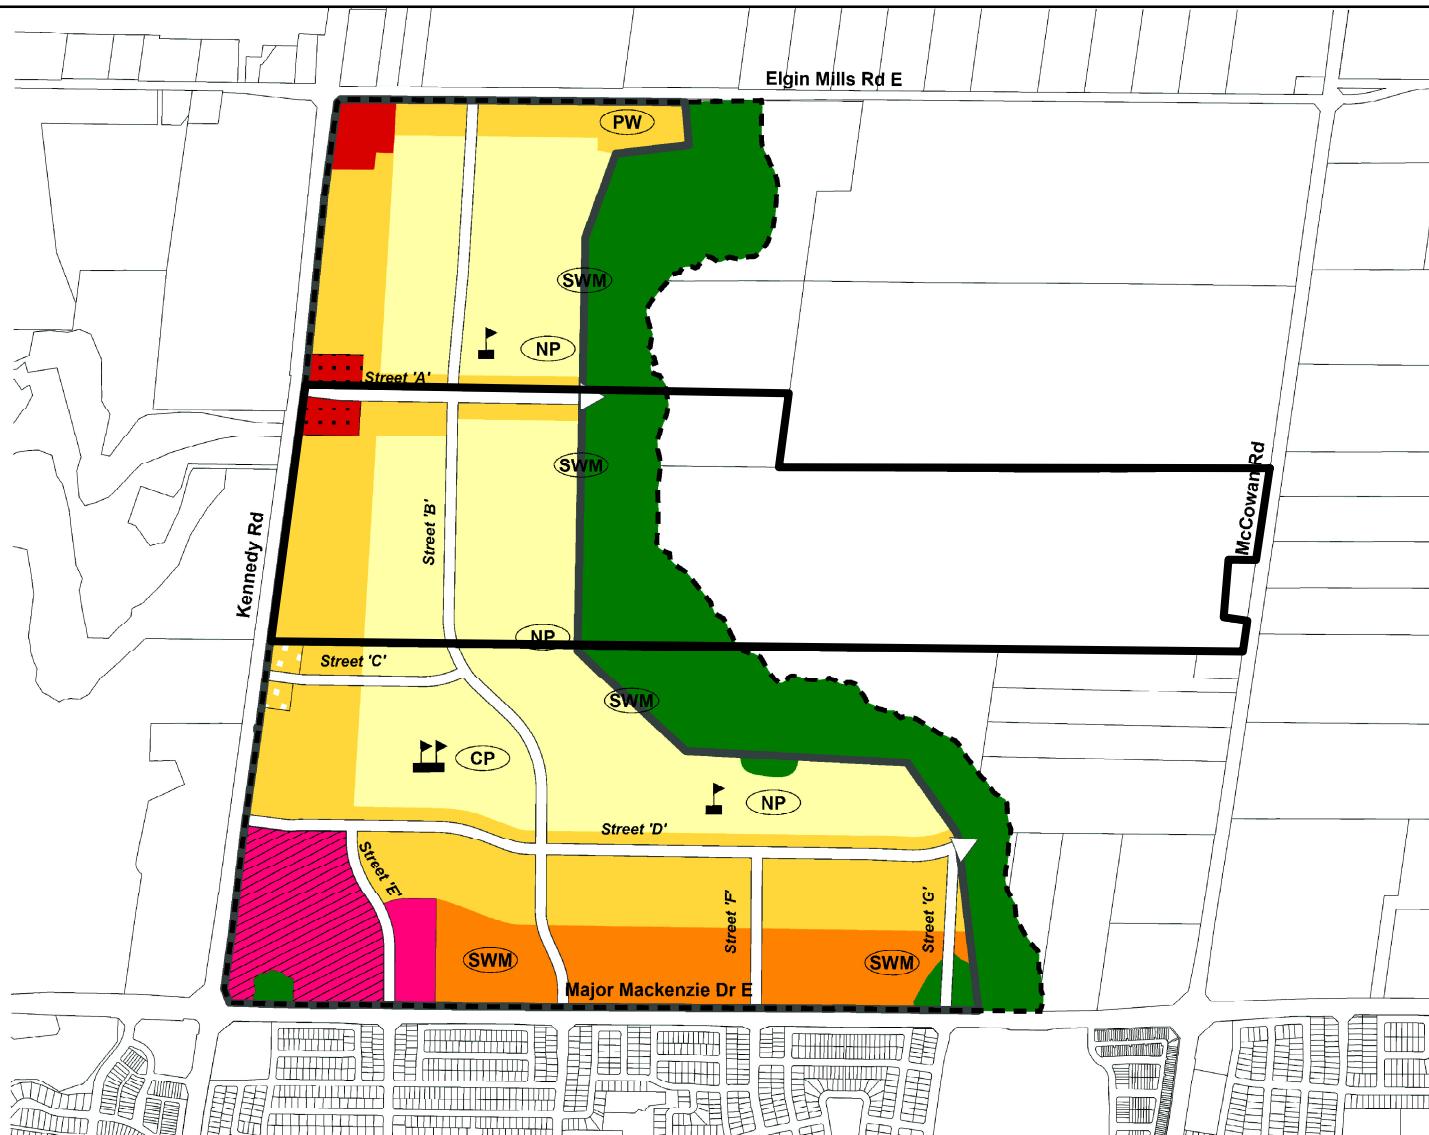 Elgin Mills Rd E
PW
SWM
NP
Street 'A'
SWM
McCowan Rd
Street 'B'
Kennedy Rd
NP
Street 'C'
SWM
CP
NP
Street 'D'
Street 'E'
Street 'F'
Street 'G'
SWM
SWM
Major Mackenzie Dr E